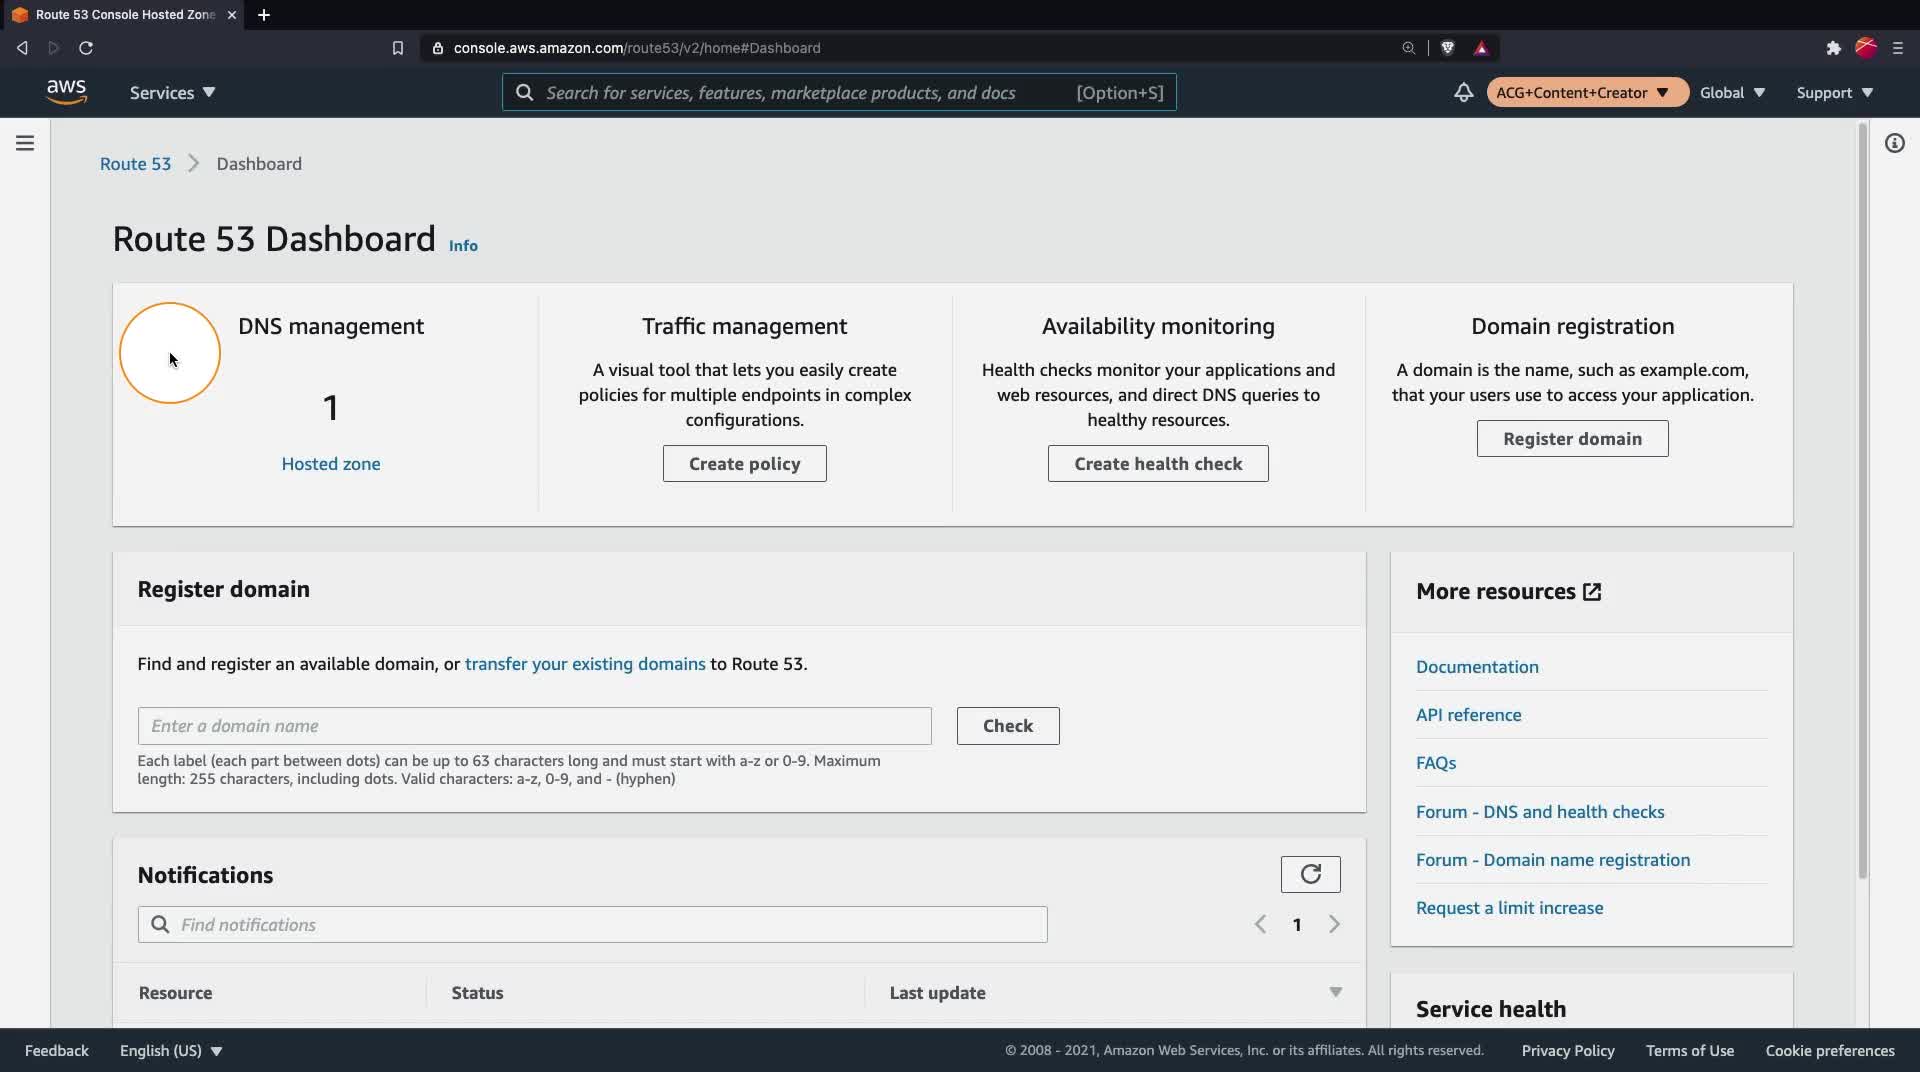 Route 53 Console Hosted Zone
console.aws.amazon.com/route53/v2/home#Dashboard
aws
Services
Search for services, features, marketplace products, and docs [Option+S]
ACG+Content+Creator
Global
Support
Route 53
Dashboard
Route 53 Dashboard Info
DNS management
1
Hosted zone
Traffic management
A visual tool that lets you easily create
policies for multiple endpoints in complex
configurations.
Create policy
Availability monitoring
Health checks monitor your applications and
web resources, and direct DNS queries to
healthy resources.
Create health check
Domain registration
A domain is the name, such as example.com,
that your users use to access your application.
Register domain
Register domain
Find and register an available domain, or transfer your existing domains to Route 53.
Enter a domain name
Check
Each label (each part between dots) can be up to 63 characters long and must start with a-z or 0-9. Maximum
length: 255 characters, including dots. Valid characters: a-z, 0-9, and - (hyphen)
Notifications
Find notifications
1
Resource
Status
Last update
More resources
Documentation
API reference
FAQs
Forum - DNS and health checks
Forum - Domain name registration
Request a limit increase
Service health
Feedback
English (US)
© 2008 - 2021, Amazon Web Services, Inc. or its affiliates. All rights reserved.
Privacy Policy
Terms of Use
Cookie preferences